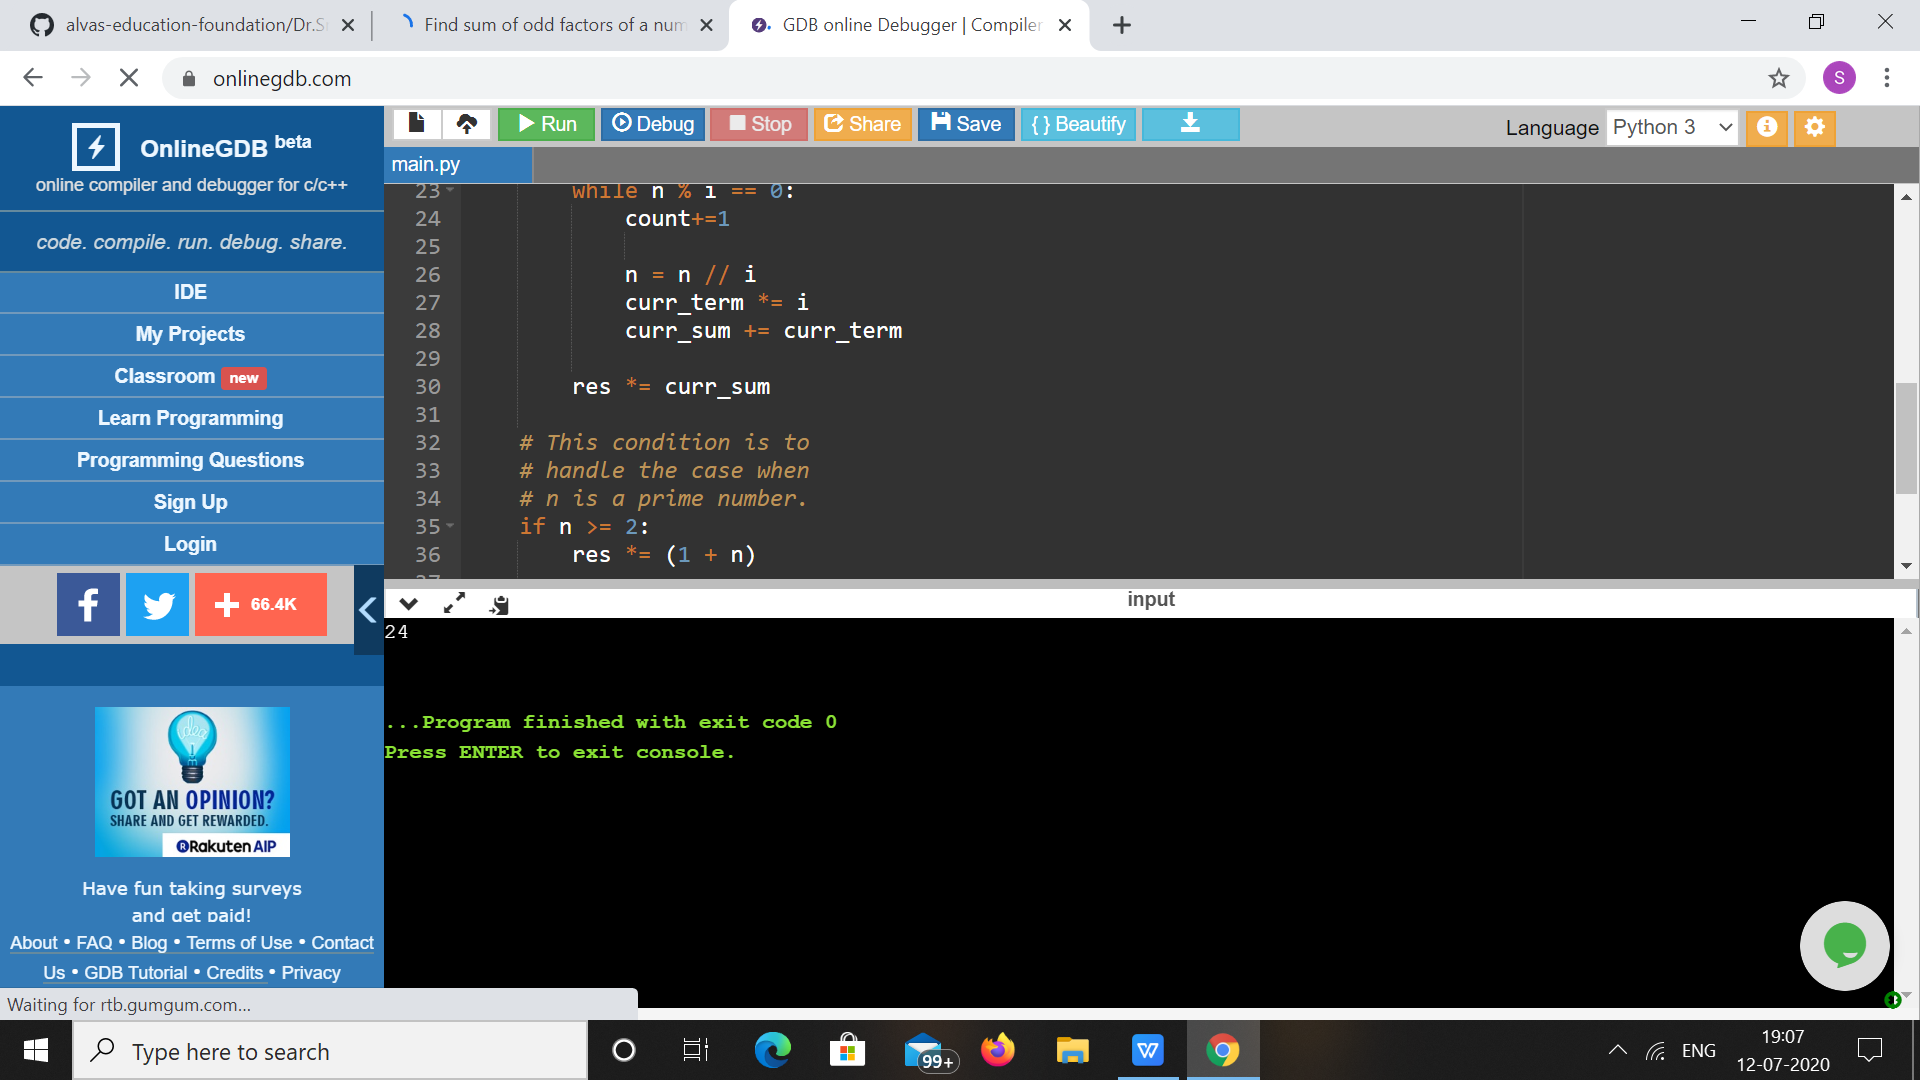 alvas-education-foundation/Dr.S
Find sum of odd factors of a num
GDB online Debugger | Compiler
onlinegdb.com
S
OnlineGDB beta
online compiler and debugger for c/c++
code. compile. run. debug. share.
IDE
My Projects
Classroom new
Learn Programming
Programming Questions
Sign Up
Login
f
+ 66.4K
idea
GOT AN OPINION?
SHARE AND GET REWARDED.
Rakuten AIP
Have fun taking surveys
and get paid!
About • FAQ • Blog • Terms of Use • Contact
Us • GDB Tutorial • Credits • Privacy
Waiting for rtb.gumgum.com...
Run
Debug
Stop
Share
Save
{ } Beautify
Language Python 3
main.py
23 while n % i == 0:
24 count+=1
25
26 n = n // i
27 curr_term *= i
28 curr_sum += curr_term
29
30 res *= curr_sum
31
32 # This condition is to
33 # handle the case when
34 # n is a prime number.
35 if n >= 2:
36 res *= (1 + n)
37
input
24
...Program finished with exit code 0
Press ENTER to exit console.
Type here to search
99+
W
ENG
19:07
12-07-2020